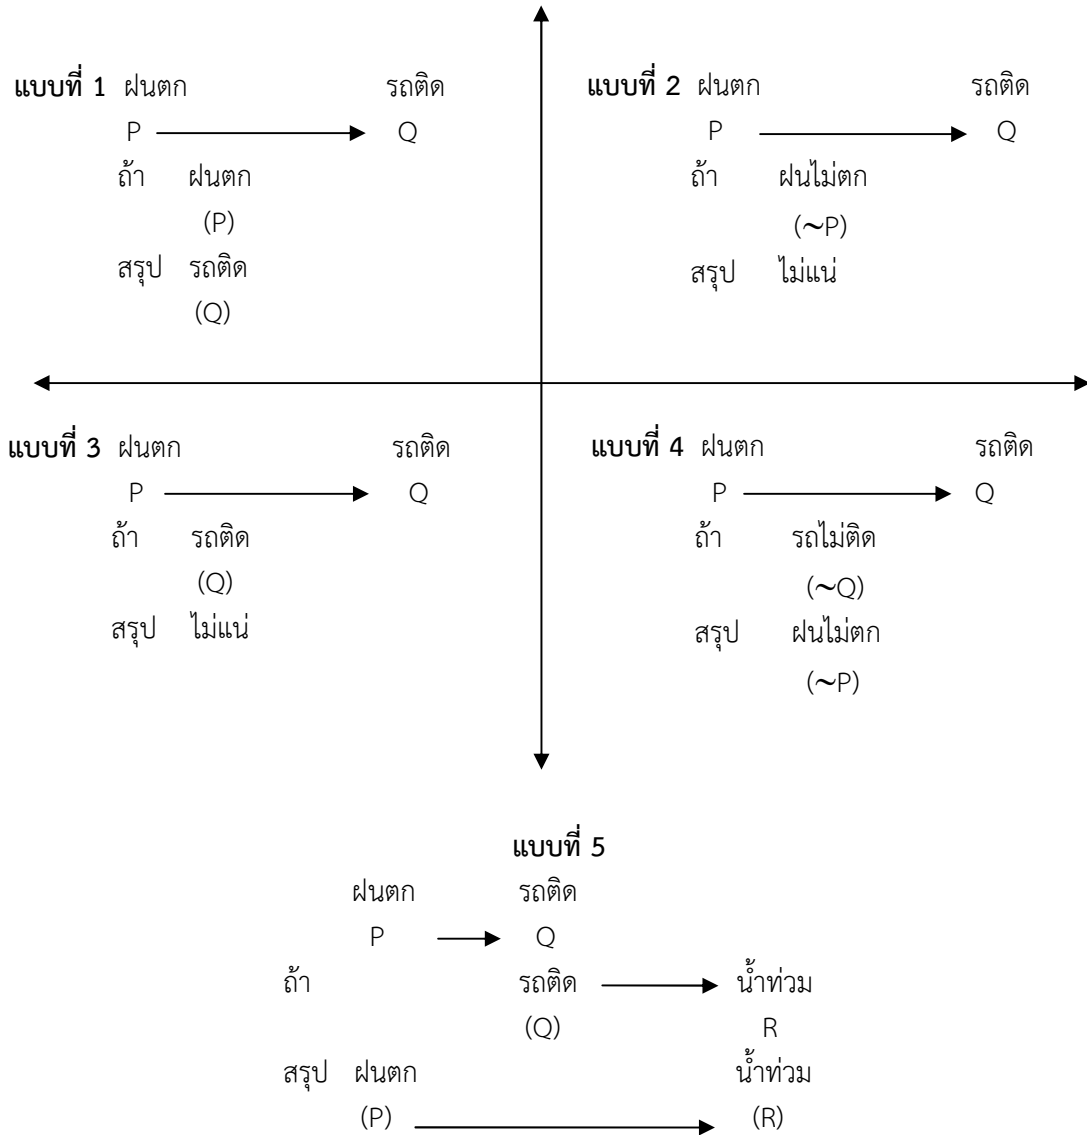 แบบที่ 1 ฝนตก รถติด
P Q
ถ้า ฝนตก
(P)
สรุป รถติด
(Q)
แบบที่ 2 ฝนตก รถติด
P Q
ถ้า ฝนไม่ตก
(~P)
สรุป ไม่แน่
แบบที่ 3 ฝนตก รถติด
P Q
ถ้า รถติด
(Q)
สรุป ไม่แน่
แบบที่ 4 ฝนตก รถติด
P Q
ถ้า รถไม่ติด
(~Q)
สรุป ฝนไม่ตก
(~P)
แบบที่ 5
ฝนตก รถติด
P Q
ถ้า รถติด น้ำท่วม
(Q) R
สรุป ฝนตก น้ำท่วม
(P) (R)